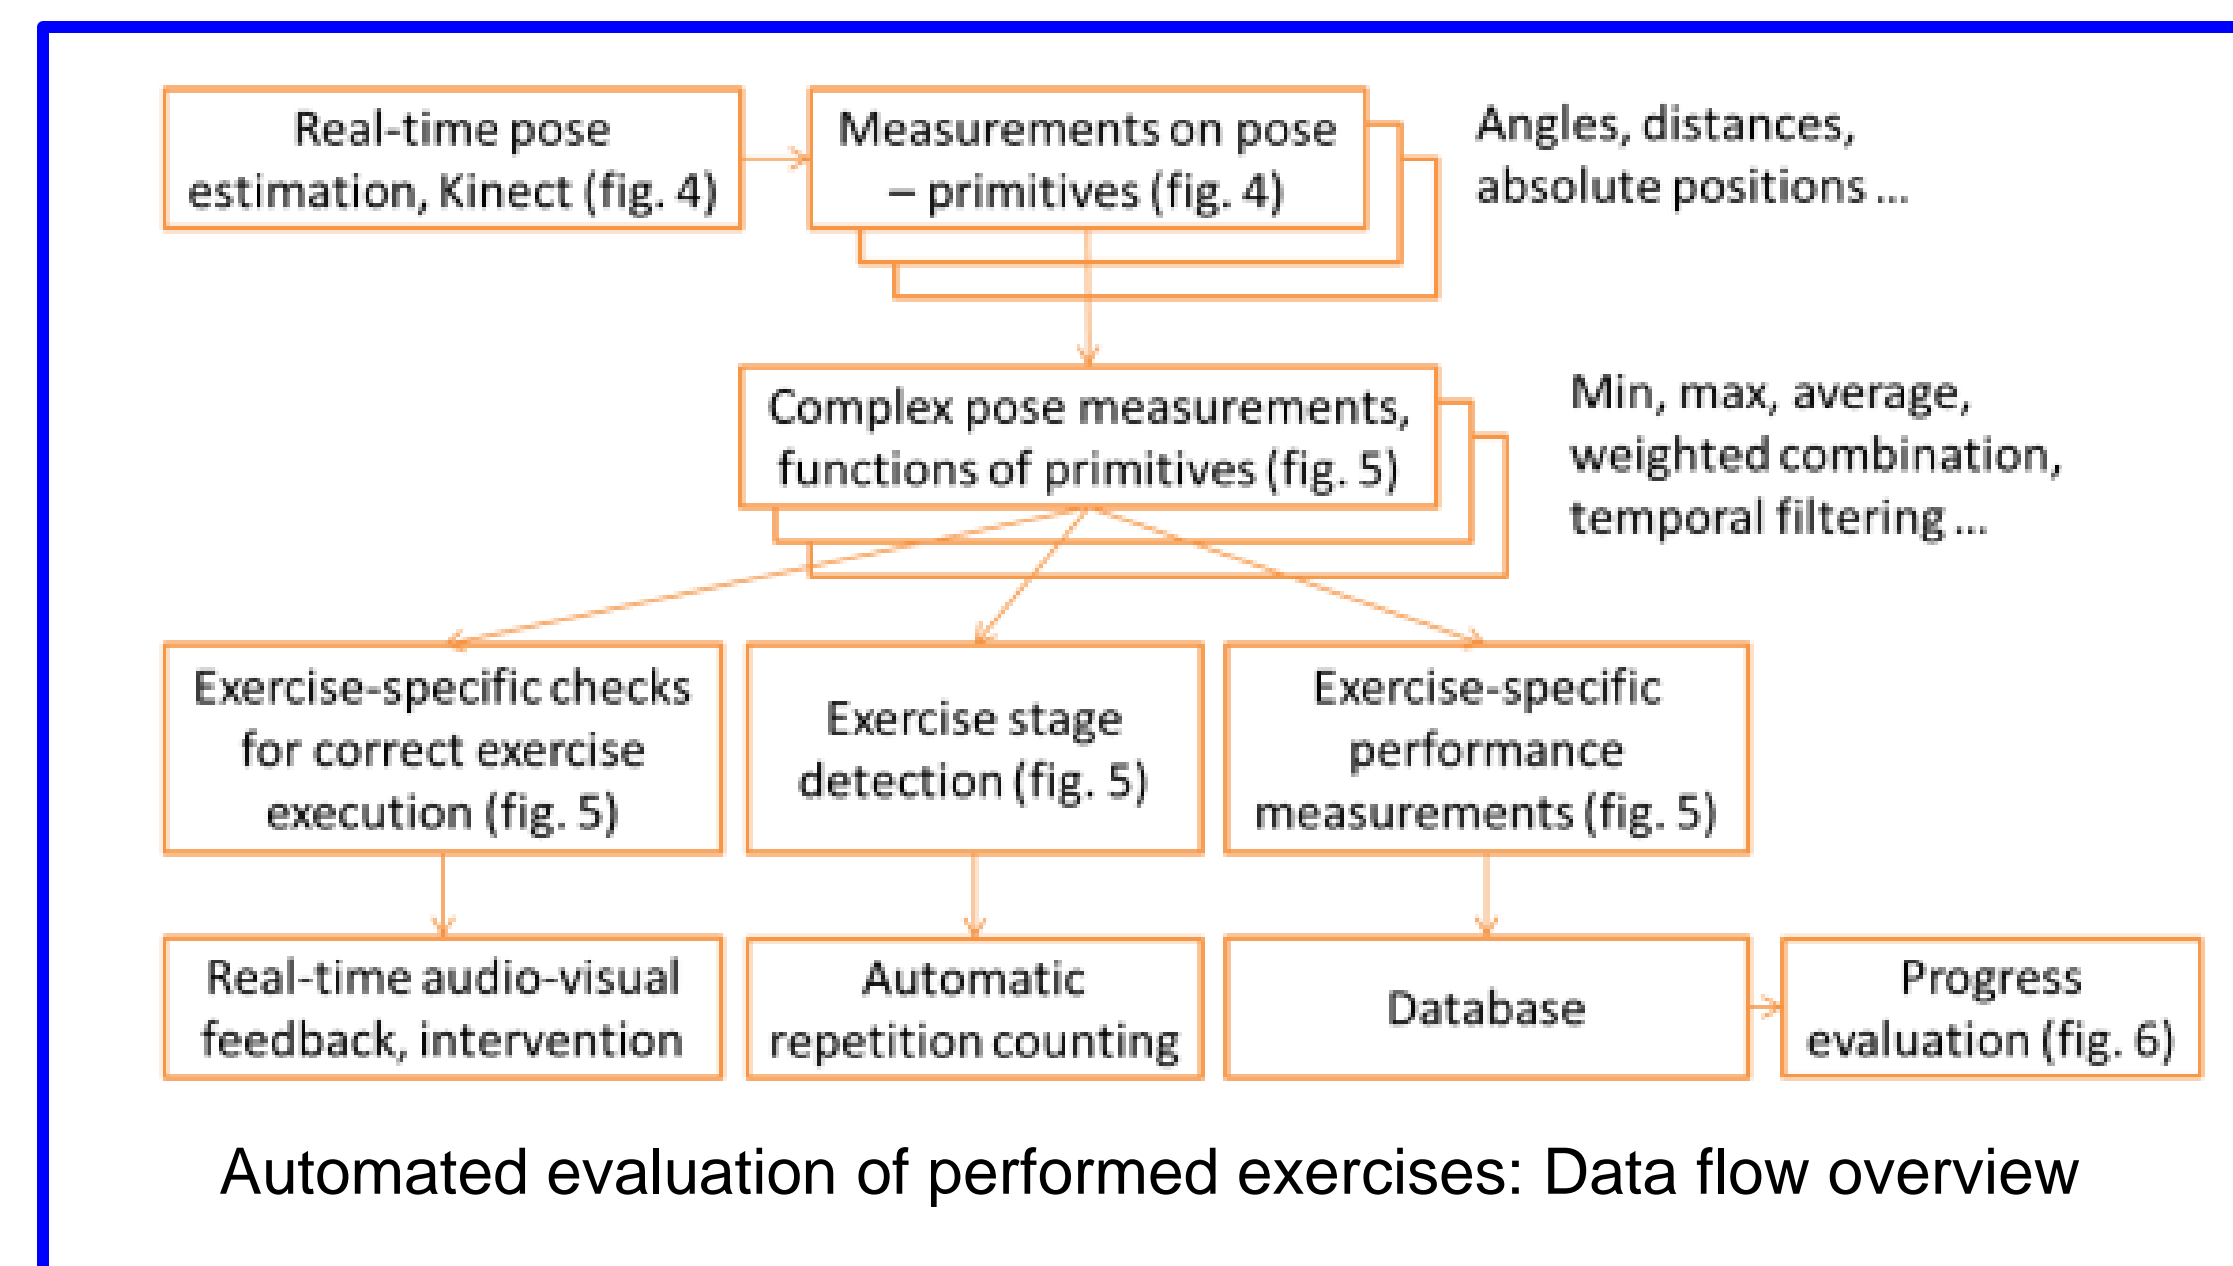 Real-time pose
estimation, Kinect (fig. 4)
Measurements on pose
– primitives (fig. 4)
Angles, distances,
absolute positions ...
Complex pose measurements,
functions of primitives (fig. 5)
Min, max, average,
weighted combination,
temporal filtering ...
Exercise-specific checks
for correct exercise
execution (fig. 5)
Exercise stage
detection (fig. 5)
Exercise-specific
performance
measurements (fig. 5)
Real-time audio-visual
feedback, intervention
Automatic
repetition counting
Database
Progress
evaluation (fig. 6)
Automated evaluation of performed exercises: Data flow overview